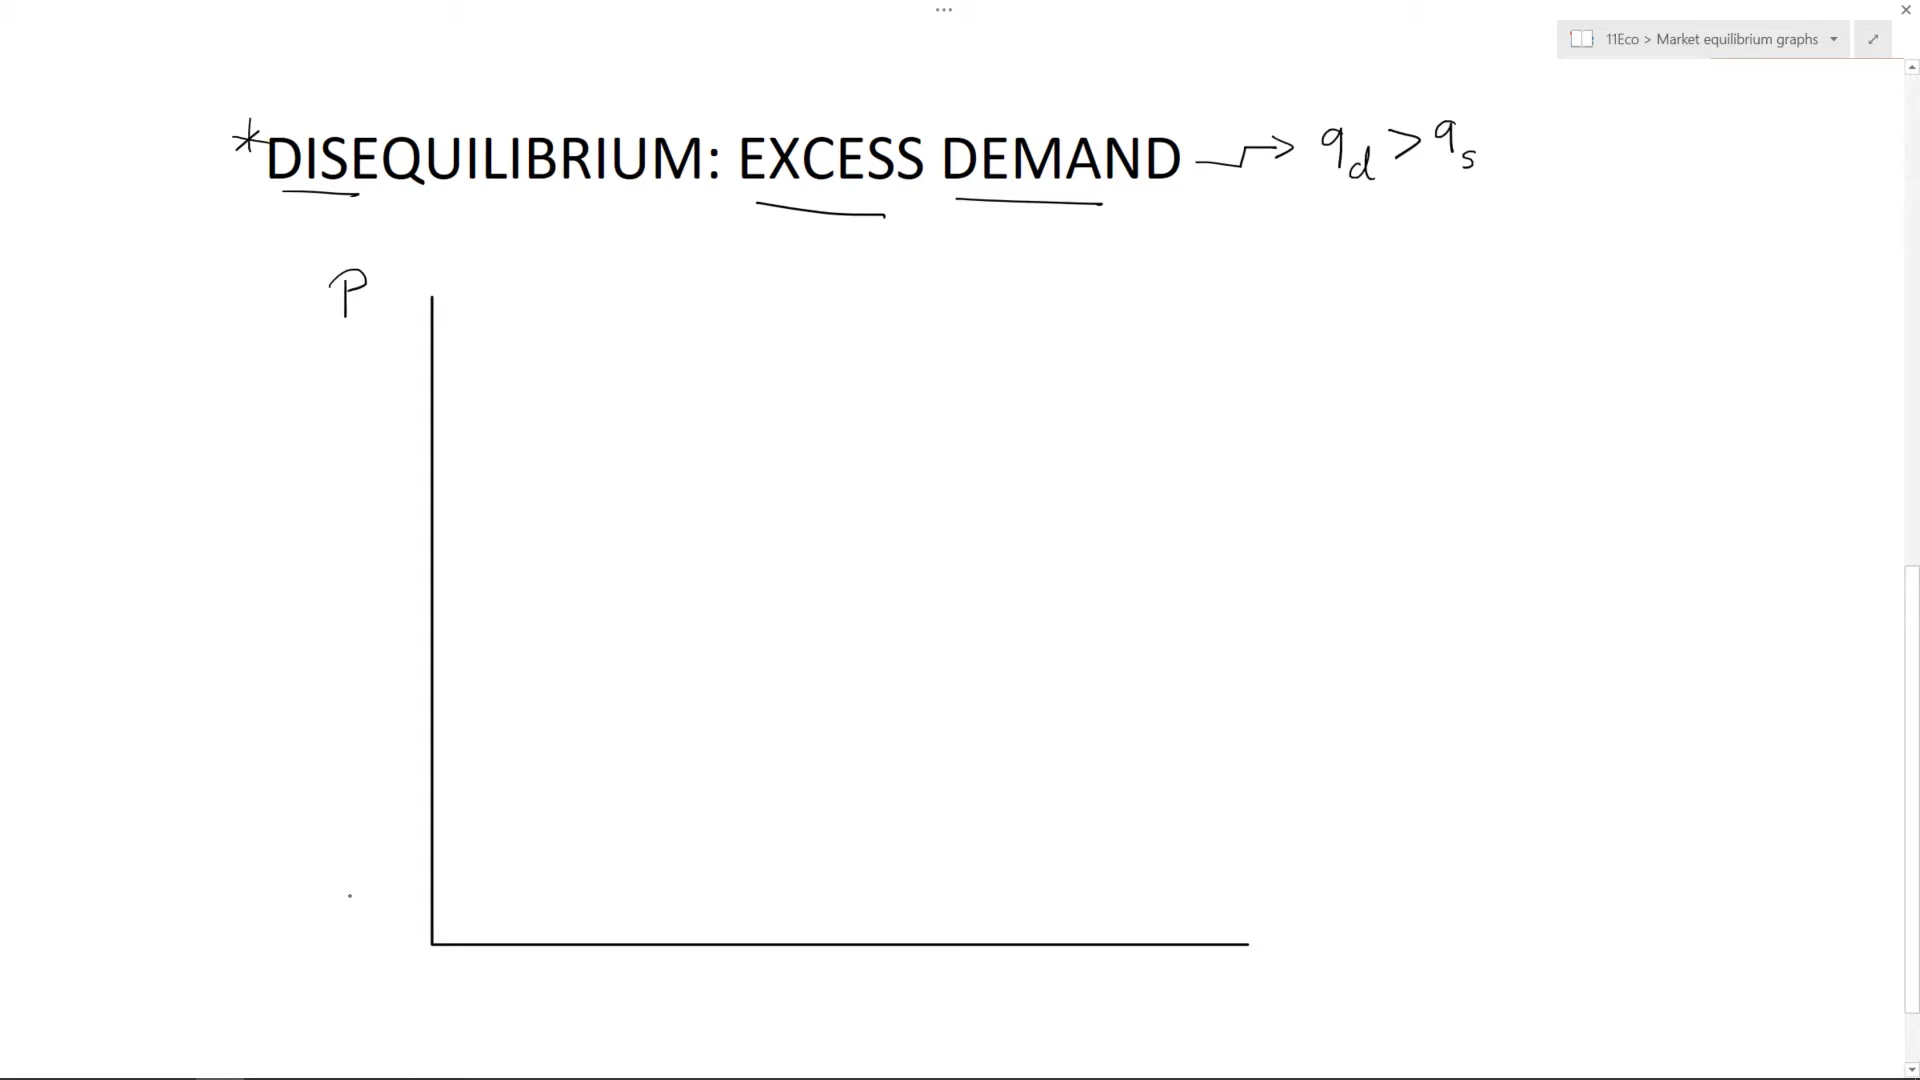 11Eco > Market equilibrium graphs
*DISEQUILIBRIUM: EXCESS DEMAND → qd > qs
P